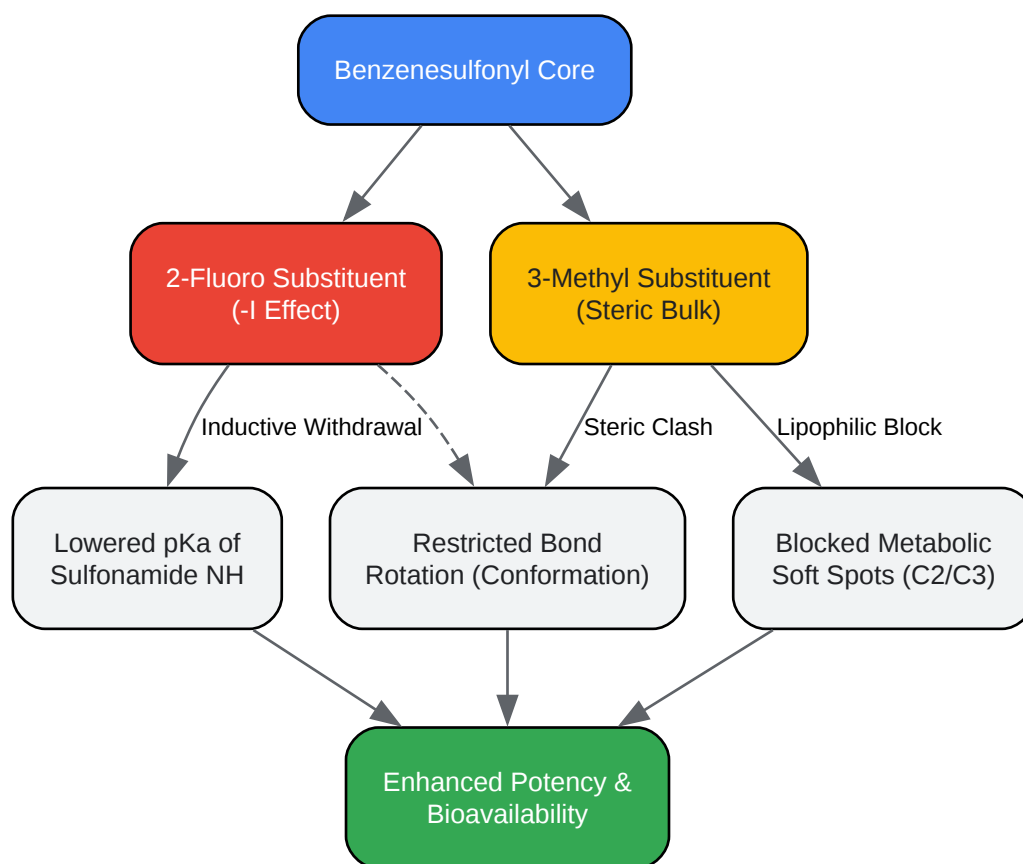 Benzenesulfonyl Core
2-Fluoro Substituent
(-I Effect)
3-Methyl Substituent
(Steric Bulk)
Inductive Withdrawal
Steric Clash
Lipophilic Block
Lowered pKa of
Sulfonamide NH
Restricted Bond
Rotation (Conformation)
Blocked Metabolic
Soft Spots (C2/C3)
Enhanced Potency &
Bioavailability